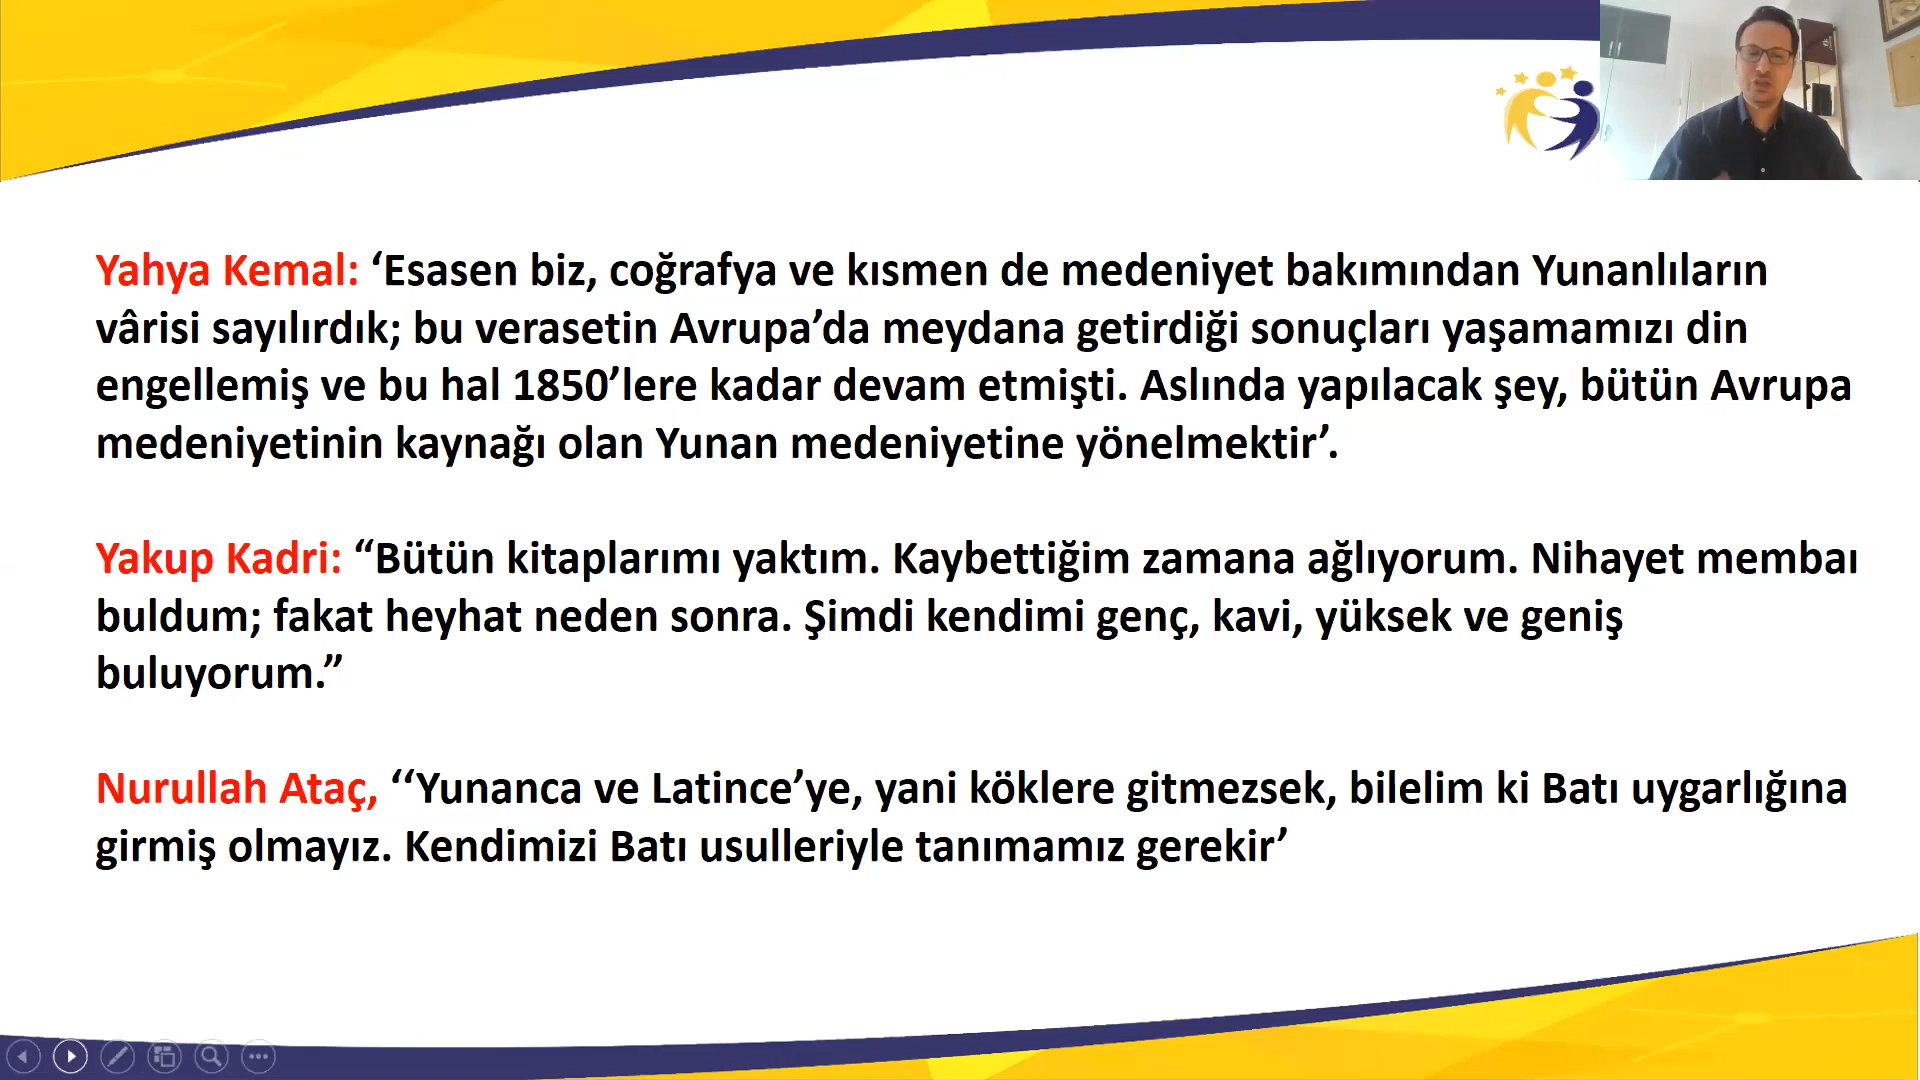 Yahya Kemal: ‘Esasen biz, coğrafya ve kısmen de medeniyet bakımından Yunanlıların
vârisi sayılırdık; bu verasetin Avrupa’da meydana getirdiği sonuçları yaşamamızı din
engellemiş ve bu hal 1850’lere kadar devam etmişti. Aslında yapılacak şey, bütün Avrupa
medeniyetinin kaynağı olan Yunan medeniyetine yönelmektir’.
Yakup Kadri: “Bütün kitaplarımı yaktım. Kaybettiğim zamana ağlıyorum. Nihayet membaı
buldum; fakat heyhat neden sonra. Şimdi kendimi genç, kavi, yüksek ve geniş
buluyorum.”
Nurullah Ataç, ‘‘Yunanca ve Latince’ye, yani köklere gitmezsek, bilelim ki Batı uygarlığına
girmiş olmayız. Kendimizi Batı usulleriyle tanımamız gerekir’